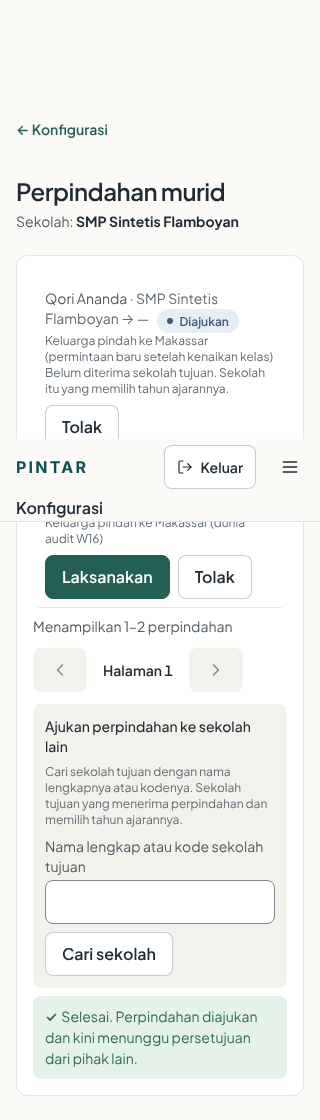 ← Konfigurasi
Perpindahan murid
Sekolah: SMP Sintetis Flamboyan
Qori Ananda · SMP Sintetis
Flamboyan → — Diajukan
Keluarga pindah ke Makassar
(permintaan baru setelah kenaikan kelas)
Belum diterima sekolah tujuan. Sekolah
itu yang memilih tahun ajarannya.
Tolak
PINTAR
Keluar
Konfigurasi
Keluarga pindah ke Makassar (dunia
audit W16)
Laksanakan
Tolak
Menampilkan 1–2 perpindahan
Halaman 1
Ajukan perpindahan ke sekolah
lain
Cari sekolah tujuan dengan nama
lengkapnya atau kodenya. Sekolah
tujuan yang menerima perpindahan dan
memilih tahun ajarannya.
Nama lengkap atau kode sekolah
tujuan
Cari sekolah
✓ Selesai. Perpindahan diajukan
dan kini menunggu persetujuan
dari pihak lain.